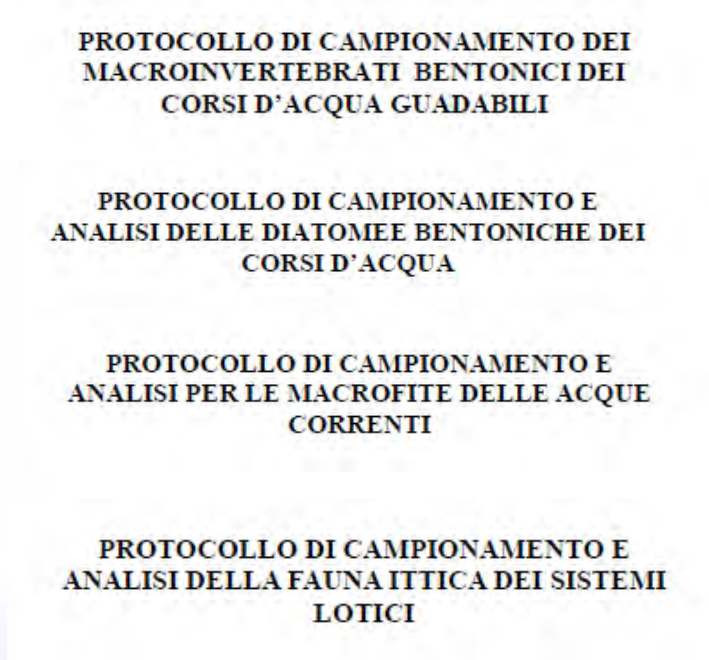 PROTOCOLLO DI CAMPIONAMENTO DEI
MACROINVERTEBRATI BENTONICI DEI
CORSI D'ACQUA GUADABILI
PROTOCOLLO DI CAMPIONAMENTO E
ANALISI DELLE DIATOMEE BENTONICHE DEI
CORSI D'ACQUA
PROTOCOLLO DI CAMPIONAMENTO E
ANALISI PER LE MACROFITE DELLE ACQUE
CORRENTI
PROTOCOLLO DI CAMPIONAMENTO E
ANALISI DELLA FAUNA ITTICA DEI SISTEMI
LOTICI